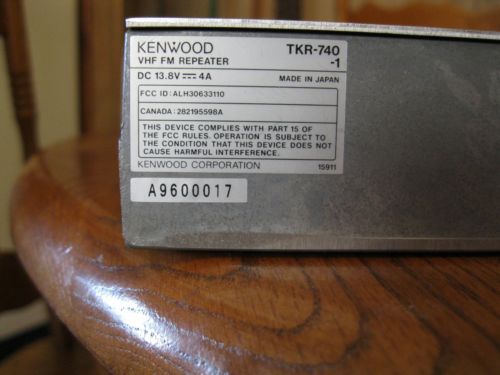 KENWOOD TKR-740
VHF FM REPEATER -1
DC 13.8V ⎓ 4A MADE IN JAPAN
FCC ID: ALH30633110
CANADA: 282195598A
THIS DEVICE COMPLIES WITH PART 15 OF
THE FCC RULES. OPERATION IS SUBJECT TO
THE CONDITION THAT THIS DEVICE DOES NOT
CAUSE HARMFUL INTERFERENCE.
KENWOOD CORPORATION 15911
A9600017